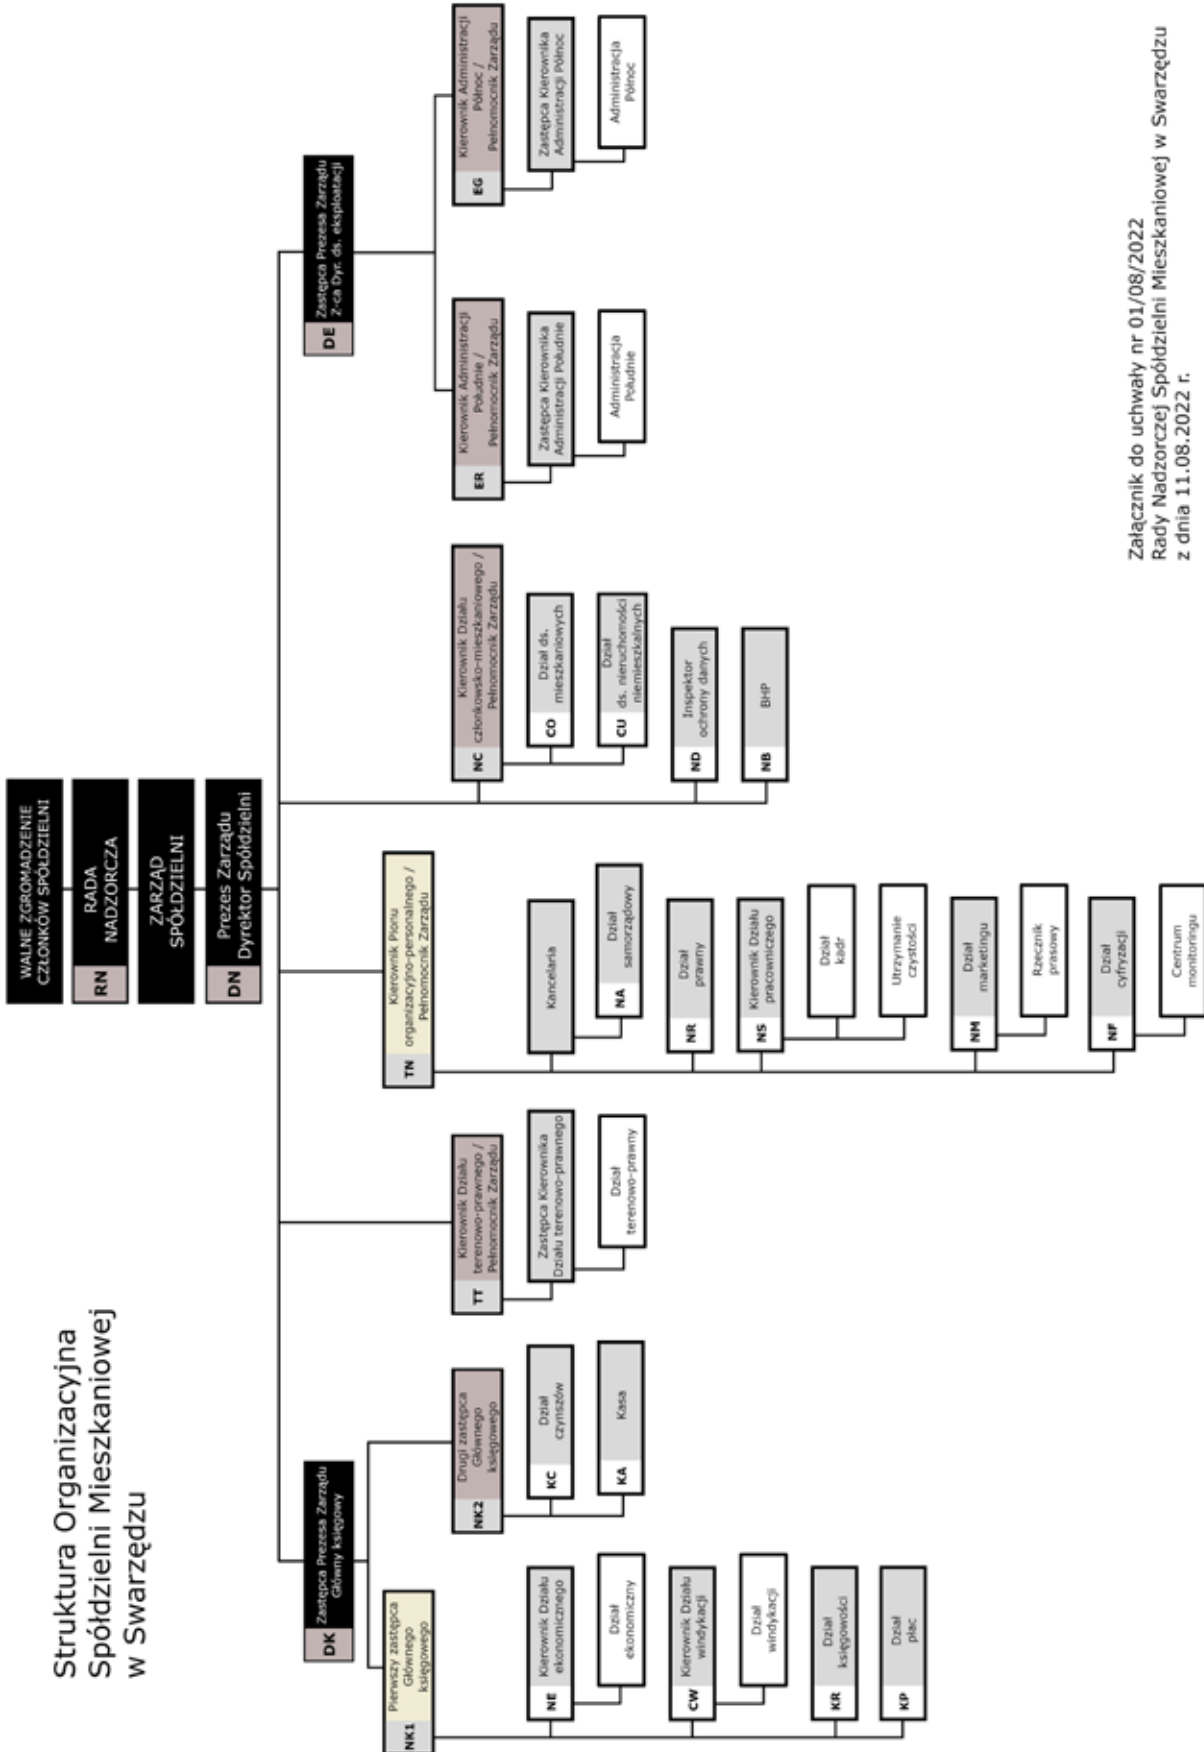 Struktura Organizacyjna
Spółdzielni Mieszkaniowej
w Swarzędzu
WALNE ZGROMADZENIE
CZŁONKÓW SPÓŁDZIELNI
RN
RADA
NADZORCZA
ZARZĄD
SPÓŁDZIELNI
DN
Prezes Zarządu
Dyrektor Spółdzielni
DK
Zastępca Prezesa Zarządu
Główny księgowy
NK1
Pierwszy zastępca
Głównego
księgowego
NE
Kierownik Działu
ekonomicznego
Dział
ekonomiczny
CW
Kierownik Działu
windykacji
Dział
windykacji
KR
Dział
księgowości
KP
Dział
płac
NK2
Drugi zastępca
Głównego
księgowego
KC
Dział
czynszów
KA
Kasa
TT
Kierownik Działu
terenowo-prawnego /
Pełnomocnik Zarządu
Zastępca Kierownika
Działu terenowo-prawnego
Dział
terenowo-prawny
TN
Kierownik Pionu
organizacyjno-personalnego /
Pełnomocnik Zarządu
Kancelaria
NA
Dział
samorządowy
NR
Dział
prawny
NS
Kierownik Działu
pracowniczego
Dział
kadr
Utrzymanie
czystości
NM
Dział
marketingu
Rzecznik
prasowy
NF
Dział
cyfryzacji
Centrum
monitoringu
NC
Kierownik Działu
członkowsko-mieszkaniowego /
Pełnomocnik Zarządu
CO
Dział ds.
mieszkaniowych
CU
Dział
ds. nieruchomości
niemieszkalnych
ND
Inspektor
ochrony danych
NB
BHP
DE
Zastępca Prezesa Zarządu
Z-ca Dyr. ds. eksploatacji
ER
Kierownik Administracji
Południe /
Pełnomocnik Zarządu
Zastępca Kierownika
Administracji Południe
Administracja
Południe
EG
Kierownik Administracji
Północ /
Pełnomocnik Zarządu
Zastępca Kierownika
Administracji Północ
Administracja
Północ
Załącznik do uchwały nr 01/08/2022
Rady Nadzorczej Spółdzielni Mieszkaniowej w Swarzędzu
z dnia 11.08.2022 r.